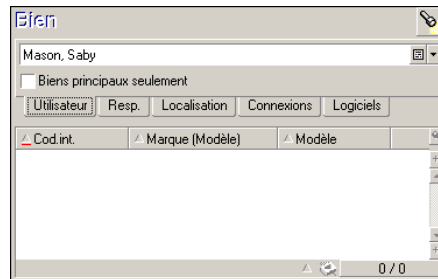 Bien
Mason, Saby
Biens principaux seulement
Utilisateur Resp. Localisation Connexions Logiciels
Cod.int. Marque (Modèle) Modèle
0 / 0